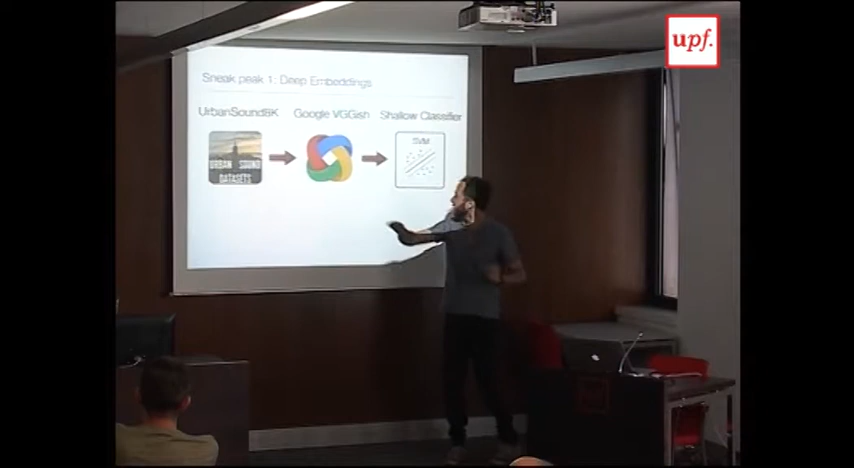 upf.
Sneak peak 1: Deep Embeddings
UrbanSound8K
Google VGGish
Shallow Classifier
URBAN SOUND
DATASETS
SVM